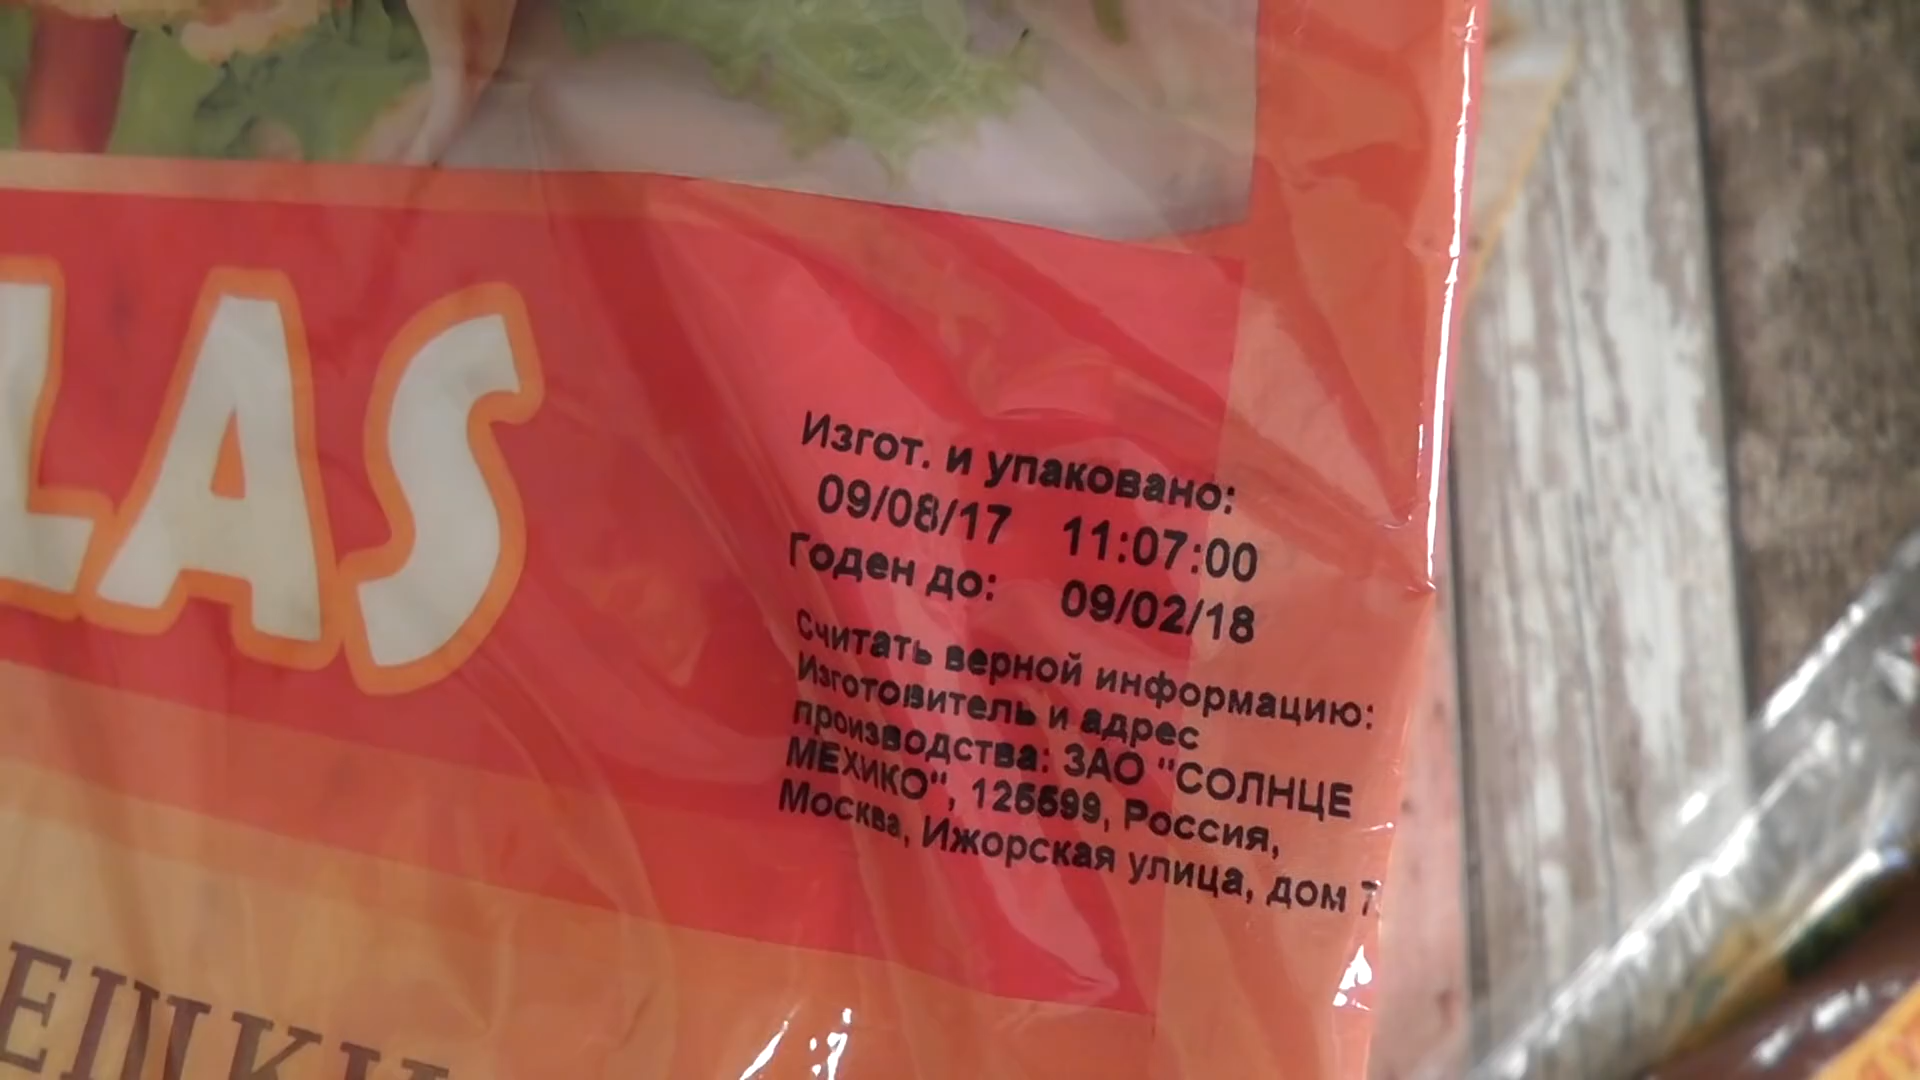 LAS
Изгот. и упаковано:
09/08/17 11:07:00
Годен до: 09/02/18
Считать верной информацию:
Изготовитель и адрес
производства: ЗАО "СОЛНЦЕ
МЕХИКО", 125599, Россия,
Москва, Ижорская улица, дом 7
ЕШКИ